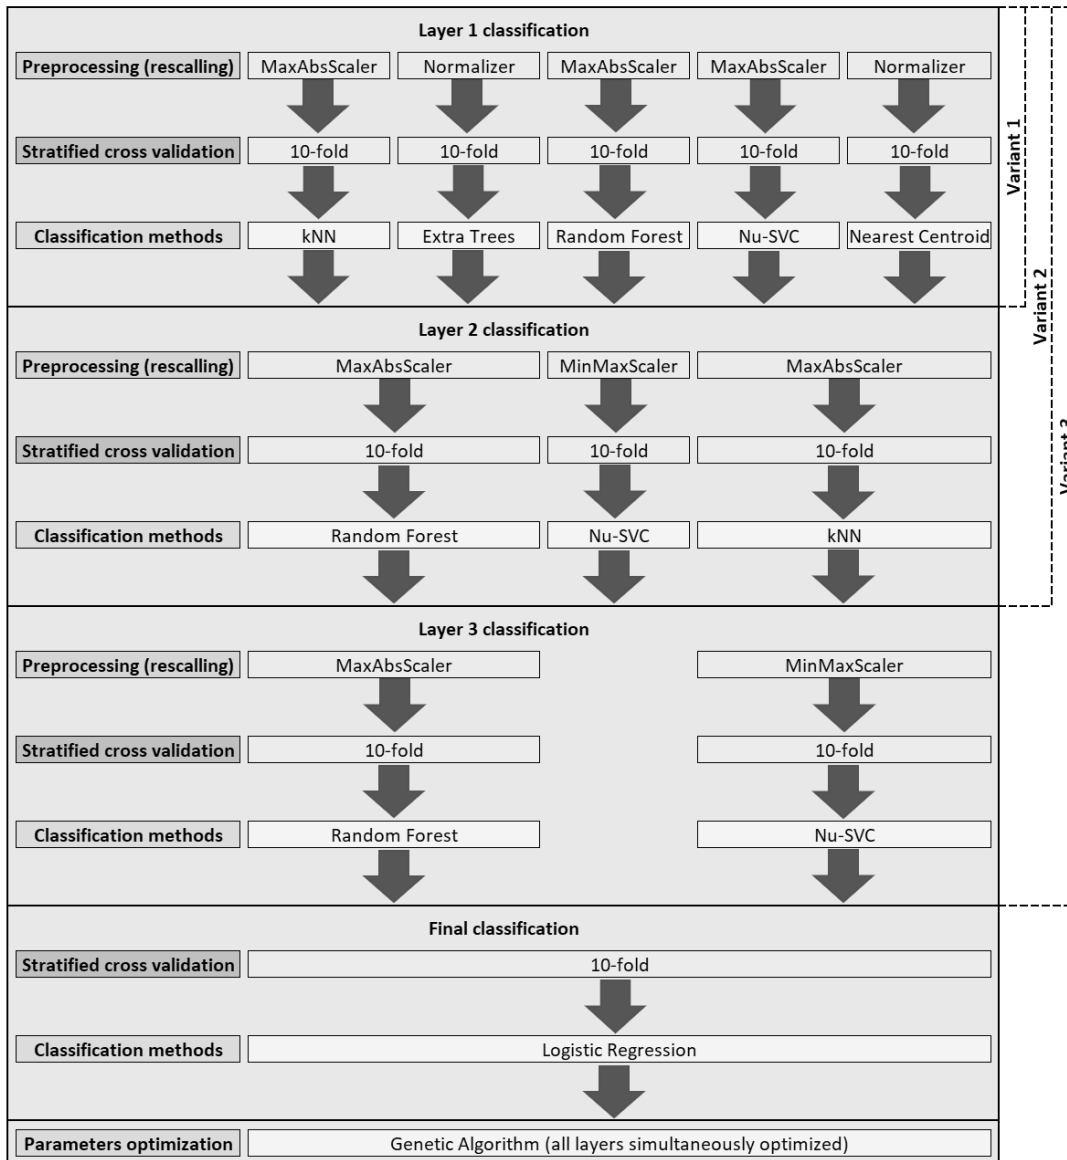 Layer 1 classification
Preprocessing (rescalling) MaxAbsScaler Normalizer MaxAbsScaler MaxAbsScaler Normalizer
Stratified cross validation 10-fold 10-fold 10-fold 10-fold 10-fold
Classification methods kNN Extra Trees Random Forest Nu-SVC Nearest Centroid
Variant 1
Layer 2 classification
Preprocessing (rescalling) MaxAbsScaler MinMaxScaler MaxAbsScaler
Stratified cross validation 10-fold 10-fold 10-fold
Classification methods Random Forest Nu-SVC kNN
Variant 2
Layer 3 classification
Preprocessing (rescalling) MaxAbsScaler MinMaxScaler
Stratified cross validation 10-fold 10-fold
Classification methods Random Forest Nu-SVC
Variant 3
Final classification
Stratified cross validation 10-fold
Classification methods Logistic Regression
Parameters optimization Genetic Algorithm (all layers simultaneously optimized)